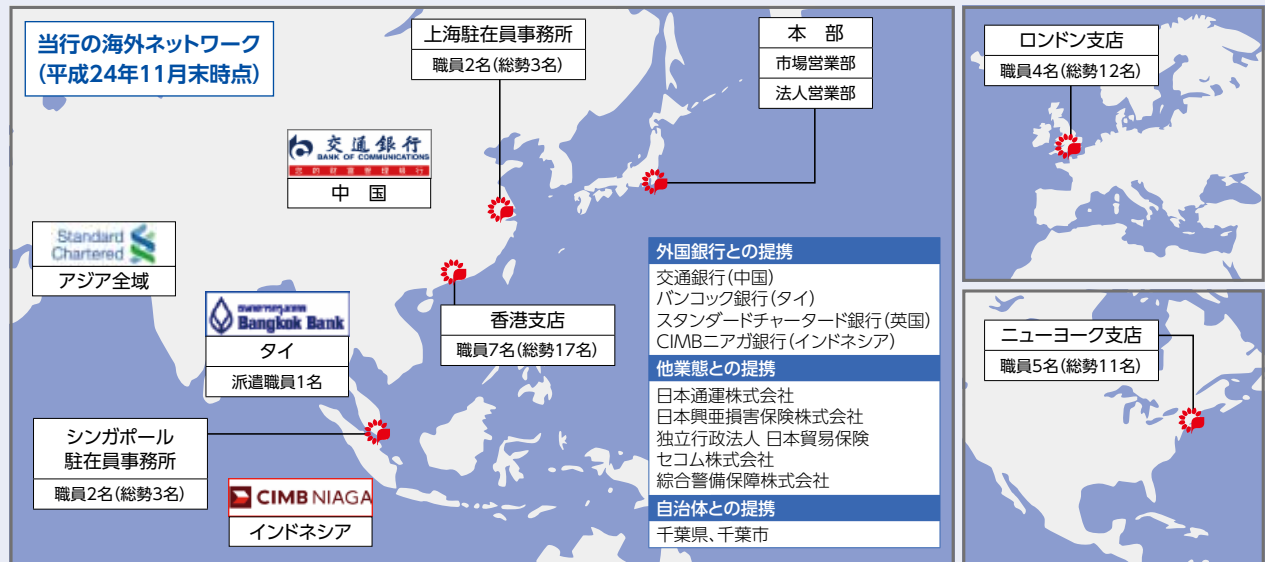 当行の海外ネットワーク
(平成24年11月末時点)
上海駐在員事務所
職員2名(総勢3名)
本 部
市場営業部
法人営業部
交通銀行
BANK OF COMMUNICATIONS
中 国
Standard
Chartered
アジア全域
Bangkok Bank
タイ
派遣職員1名
香港支店
職員7名(総勢17名)
シンガポール
駐在員事務所
職員2名(総勢3名)
CIMB NIAGA
インドネシア
外国銀行との提携
交通銀行(中国)
バンコック銀行(タイ)
スタンダードチャータード銀行(英国)
CIMBニアガ銀行(インドネシア)
他業態との提携
日本通運株式会社
日本興亜損害保険株式会社
独立行政法人 日本貿易保険
セコム株式会社
綜合警備保障株式会社
自治体との提携
千葉県、千葉市
ロンドン支店
職員4名(総勢12名)
ニューヨーク支店
職員5名(総勢11名)